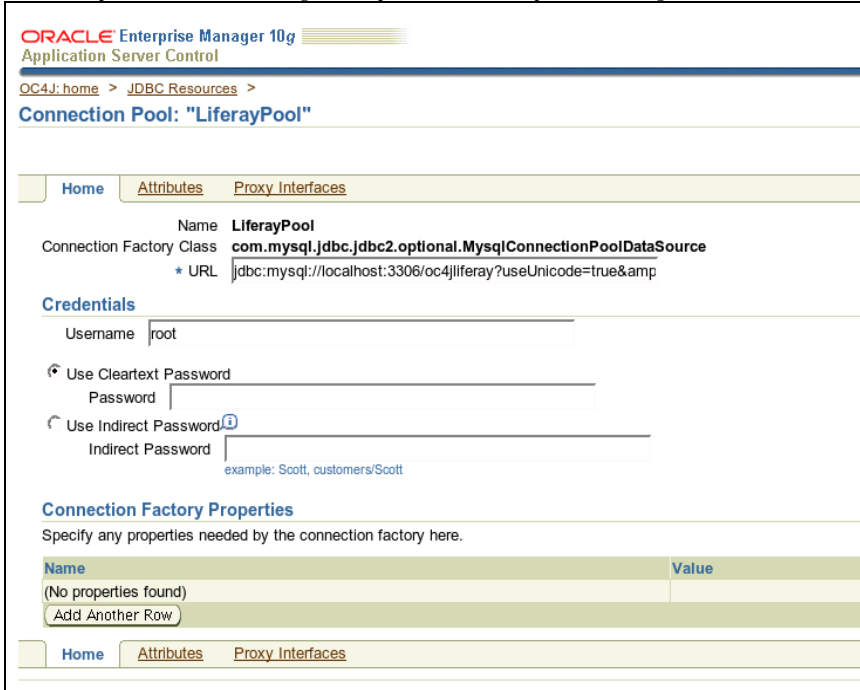 ORACLE Enterprise Manager 10g
Application Server Control
OC4J: home > JDBC Resources >
Connection Pool: "LiferayPool"
Home Attributes Proxy Interfaces
Name LiferayPool
Connection Factory Class com.mysql.jdbc.jdbc2.optional.MysqlConnectionPoolDataSource
* URL jdbc:mysql://localhost:3306/oc4jliferay?useUnicode=true&amp
Credentials
Username root
Use Cleartext Password
Password
Use Indirect Password
Indirect Password
example: Scott, customers/Scott
Connection Factory Properties
Specify any properties needed by the connection factory here.
Name Value
(No properties found)
Add Another Row
Home Attributes Proxy Interfaces